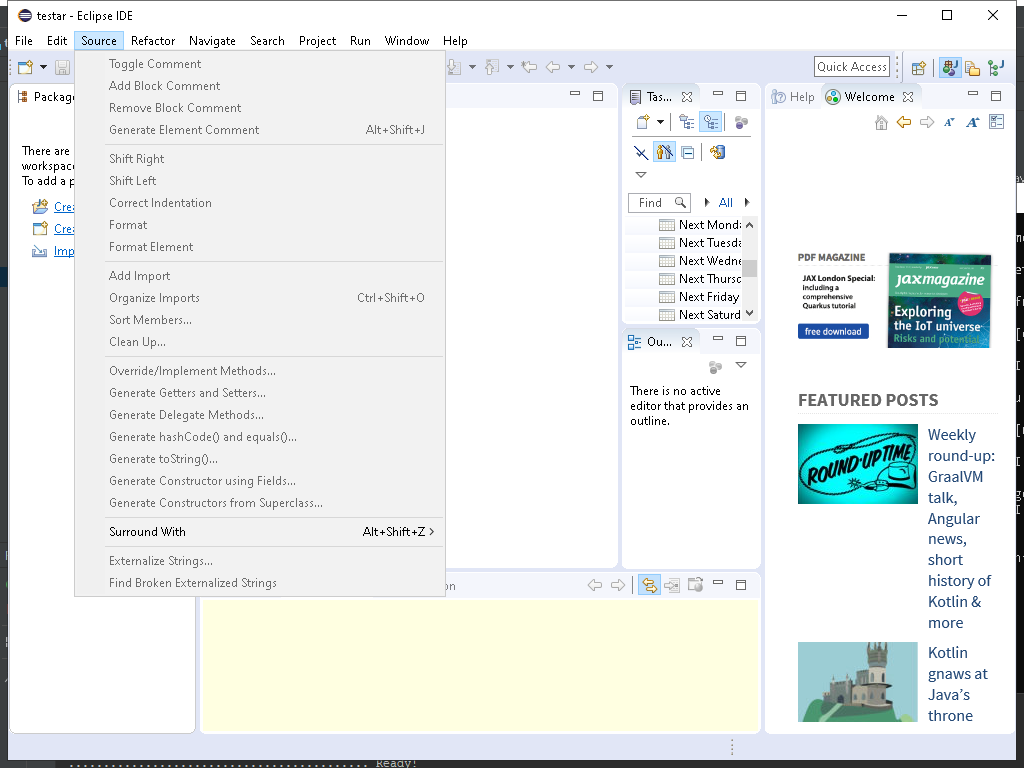 testar - Eclipse IDE
File Edit Source Refactor Navigate Search Project Run Window Help
Quick Access
Toggle Comment
Add Block Comment
Remove Block Comment
Generate Element Comment Alt+Shift+J
Shift Right
Shift Left
Correct Indentation
Format
Format Element
Add Import
Organize Imports Ctrl+Shift+O
Sort Members...
Clean Up...
Override/Implement Methods...
Generate Getters and Setters...
Generate Delegate Methods...
Generate hashCode() and equals()...
Generate toString()...
Generate Constructor using Fields...
Generate Constructors from Superclass...
Surround With Alt+Shift+Z
Externalize Strings...
Find Broken Externalized Strings
Packag
There are
workspac
To add a p
Crea
Crea
Imp
Tas...
Find All
Next Mond
Next Tuesda
Next Wedne
Next Thursd
Next Friday
Next Saturd
Ou...
There is no active
editor that provides an
outline.
on
Help Welcome
PDF MAGAZINE
JAX London Special:
including a
comprehensive
Quarkus tutorial
free download
jaxmagazine
Exploring
the IoT universe
Risks and potential
FEATURED POSTS
ROUND-UP TIME
Weekly
round-up:
GraalVM
talk,
Angular
news,
short
history of
Kotlin &
more
Kotlin
gnaws at
Java's
throne
Ready!